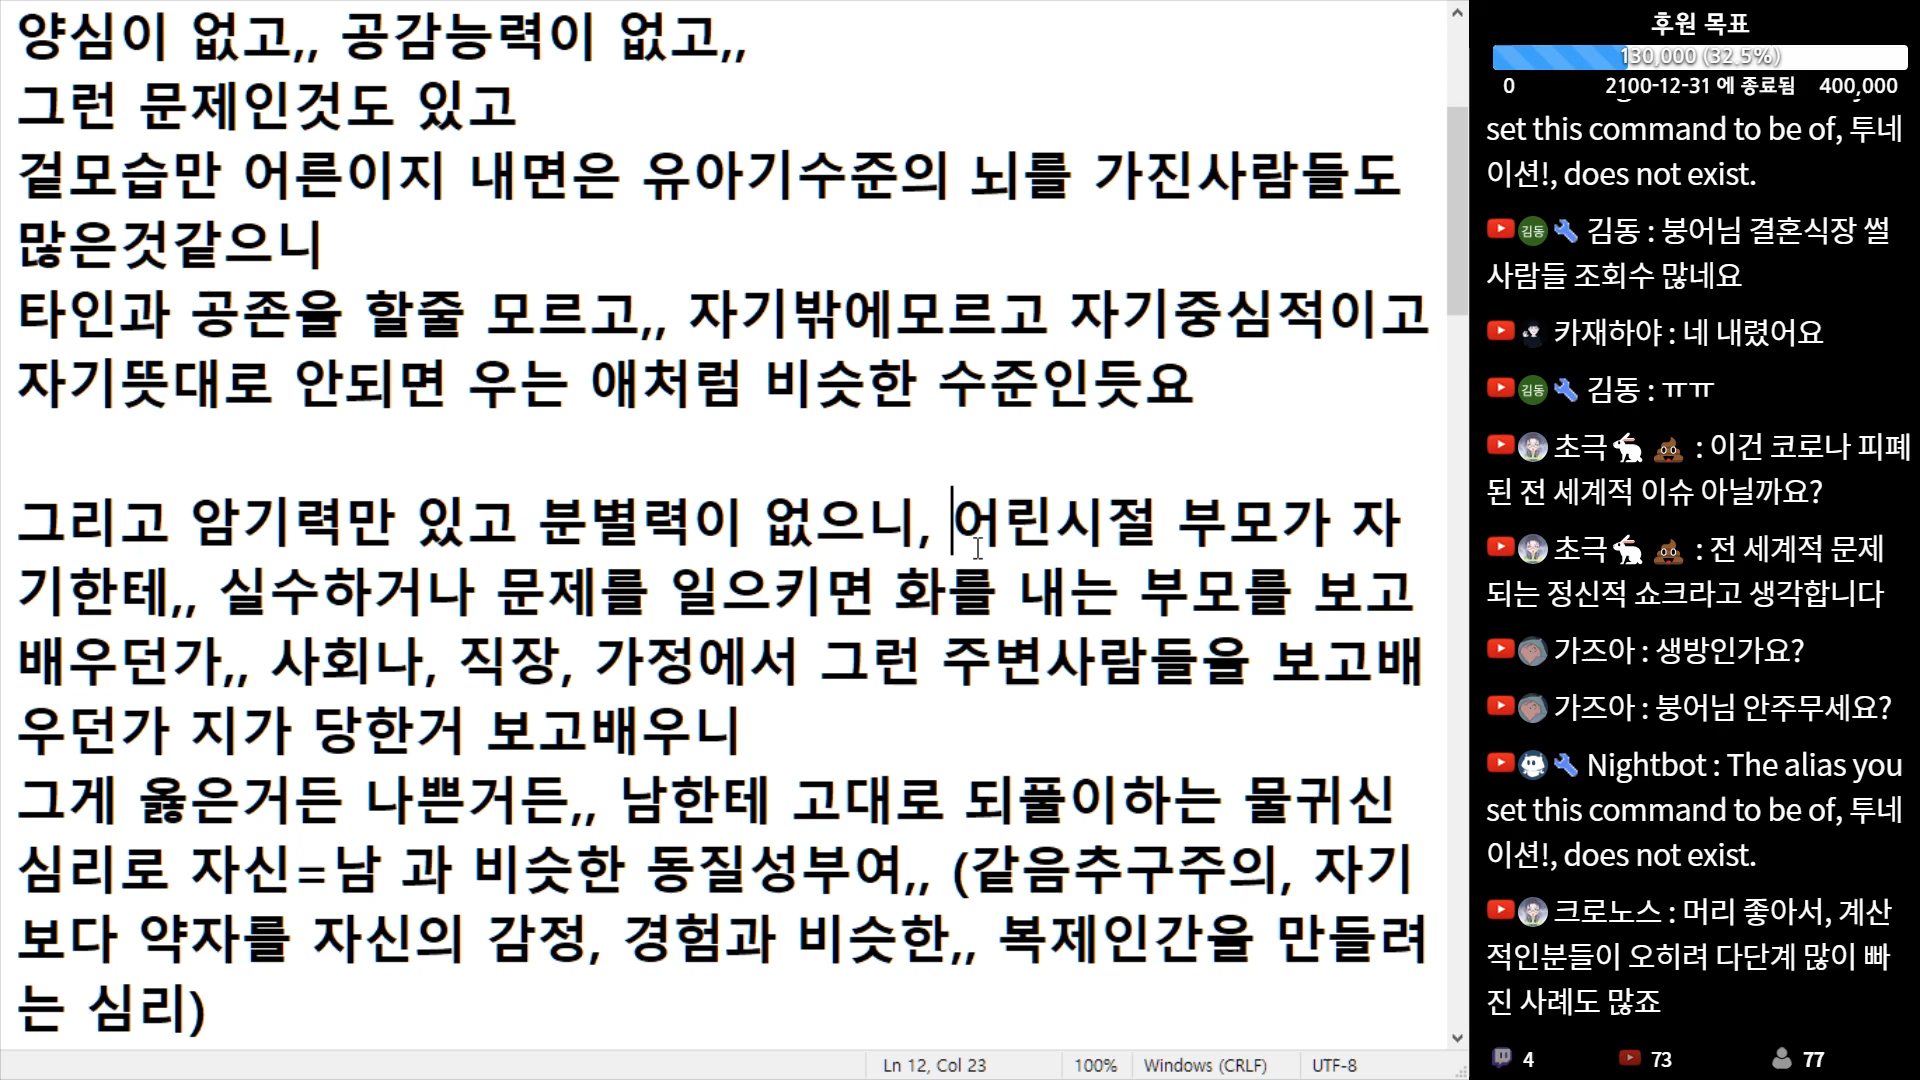 양심이 없고,, 공감능력이 없고,,
그런 문제인것도 있고
겉모습만 어른이지 내면은 유아기수준의 뇌를 가진사람들도
많은것같으니
타인과 공존을 할줄 모르고,, 자기밖에모르고 자기중심적이고
자기뜻대로 안되면 우는 애처럼 비슷한 수준인듯요
그리고 암기력만 있고 분별력이 없으니, 어린시절 부모가 자
기한테,, 실수하거나 문제를 일으키면 화를 내는 부모를 보고
배우던가,, 사회나, 직장, 가정에서 그런 주변사람들을 보고배
우던가 지가 당한거 보고배우니
그게 옳은거든 나쁜거든,, 남한테 고대로 되풀이하는 물귀신
심리로 자신=남 과 비슷한 동질성부여,, (같음추구주의, 자기
보다 약자를 자신의 감정, 경험과 비슷한,, 복제인간을 만들려
는 심리)
Ln 12, Col 23
100%
Windows (CRLF)
UTF-8
후원 목표
130,000 (32.5%)
0 2100-12-31 에 종료됨 400,000
set this command to be of, 투네
이션!, does not exist.
김동 김동 : 붕어님 결혼식장 썰
사람들 조회수 많네요
카재하야 : 네 내렸어요
김동 김동 : ㅠㅠ
초극 : 이건 코로나 피폐
된 전 세계적 이슈 아닐까요?
초극 : 전 세계적 문제
되는 정신적 쇼크라고 생각합니다
가즈아 : 생방인가요?
가즈아 : 붕어님 안주무세요?
Nightbot : The alias you
set this command to be of, 투네
이션!, does not exist.
크로노스 : 머리 좋아서, 계산
적인분들이 오히려 다단계 많이 빠
진 사례도 많죠
4 73 77